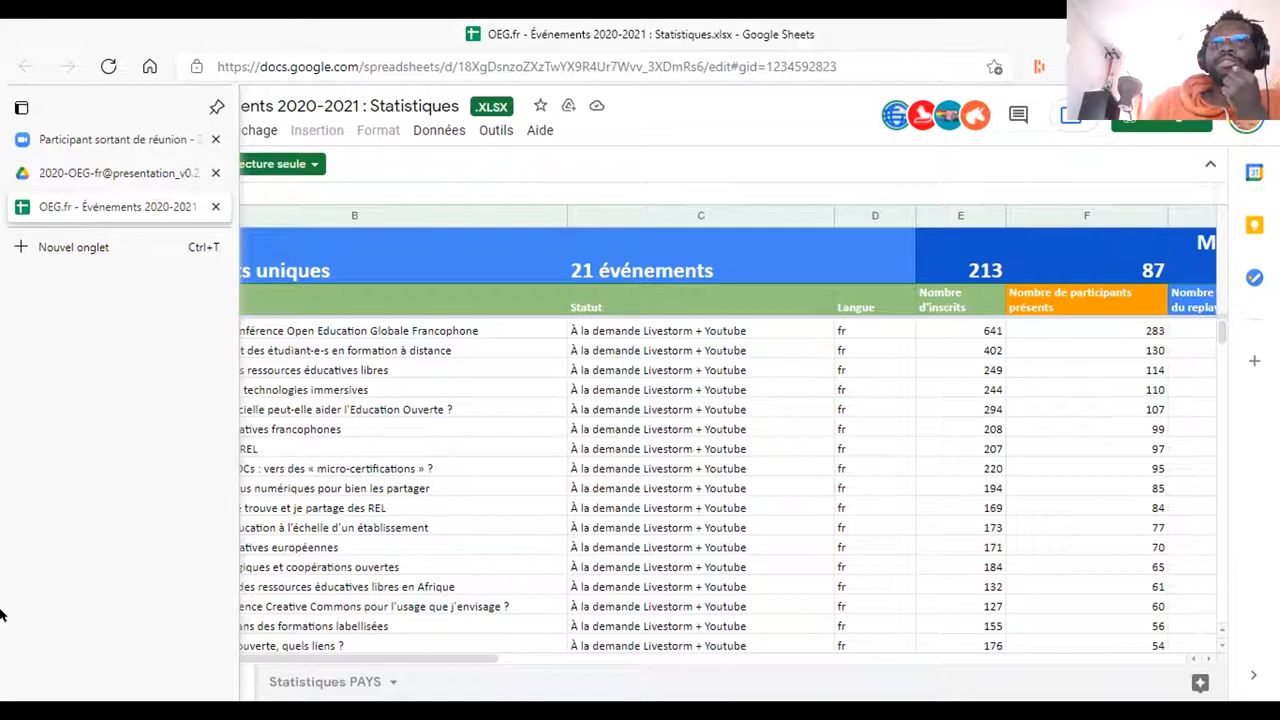 OEG.fr - Événements 2020-2021 : Statistiques.xlsx - Google Sheets
https://docs.google.com/spreadsheets/d/18XgDsnzoZXzTwYX9R4Ur7Wvv_3XDmRs6/edit#gid=1234592823
ents 2020-2021 : Statistiques .XLSX
chage Insertion Format Données Outils Aide
Participant sortant de réunion -
2020-OEG-fr@presentation_v0.2
OEG.fr - Événements 2020-2021
Nouvel onglet Ctrl+T
ecture seule
31
B C D E F
ts uniques 21 événements 213 87 M
Statut Langue Nombre d'inscrits Nombre de participants présents Nombre du replay
nférence Open Education Globale Francophone À la demande Livestorm + Youtube fr 641 283
t des étudiant-e-s en formation à distance À la demande Livestorm + Youtube fr 402 130
s ressources éducatives libres À la demande Livestorm + Youtube fr 249 114
technologies immersives À la demande Livestorm + Youtube fr 244 110
cielle peut-elle aider l'Education Ouverte ? À la demande Livestorm + Youtube fr 294 107
atives francophones À la demande Livestorm + Youtube fr 208 99
REL À la demande Livestorm + Youtube fr 207 97
OCs : vers des « micro-certifications » ? À la demande Livestorm + Youtube fr 220 95
us numériques pour bien les partager À la demande Livestorm + Youtube fr 194 85
e trouve et je partage des REL À la demande Livestorm + Youtube fr 169 84
ucation à l'échelle d'un établissement À la demande Livestorm + Youtube fr 173 77
atives européennes À la demande Livestorm + Youtube fr 171 70
giques et coopérations ouvertes À la demande Livestorm + Youtube fr 184 65
des ressources éducatives libres en Afrique À la demande Livestorm + Youtube fr 132 61
ence Creative Commons pour l'usage que j'envisage ? À la demande Livestorm + Youtube fr 127 60
ans des formations labellisées À la demande Livestorm + Youtube fr 155 56
ouverte, quels liens ? À la demande Livestorm + Youtube fr 176 54
Statistiques PAYS